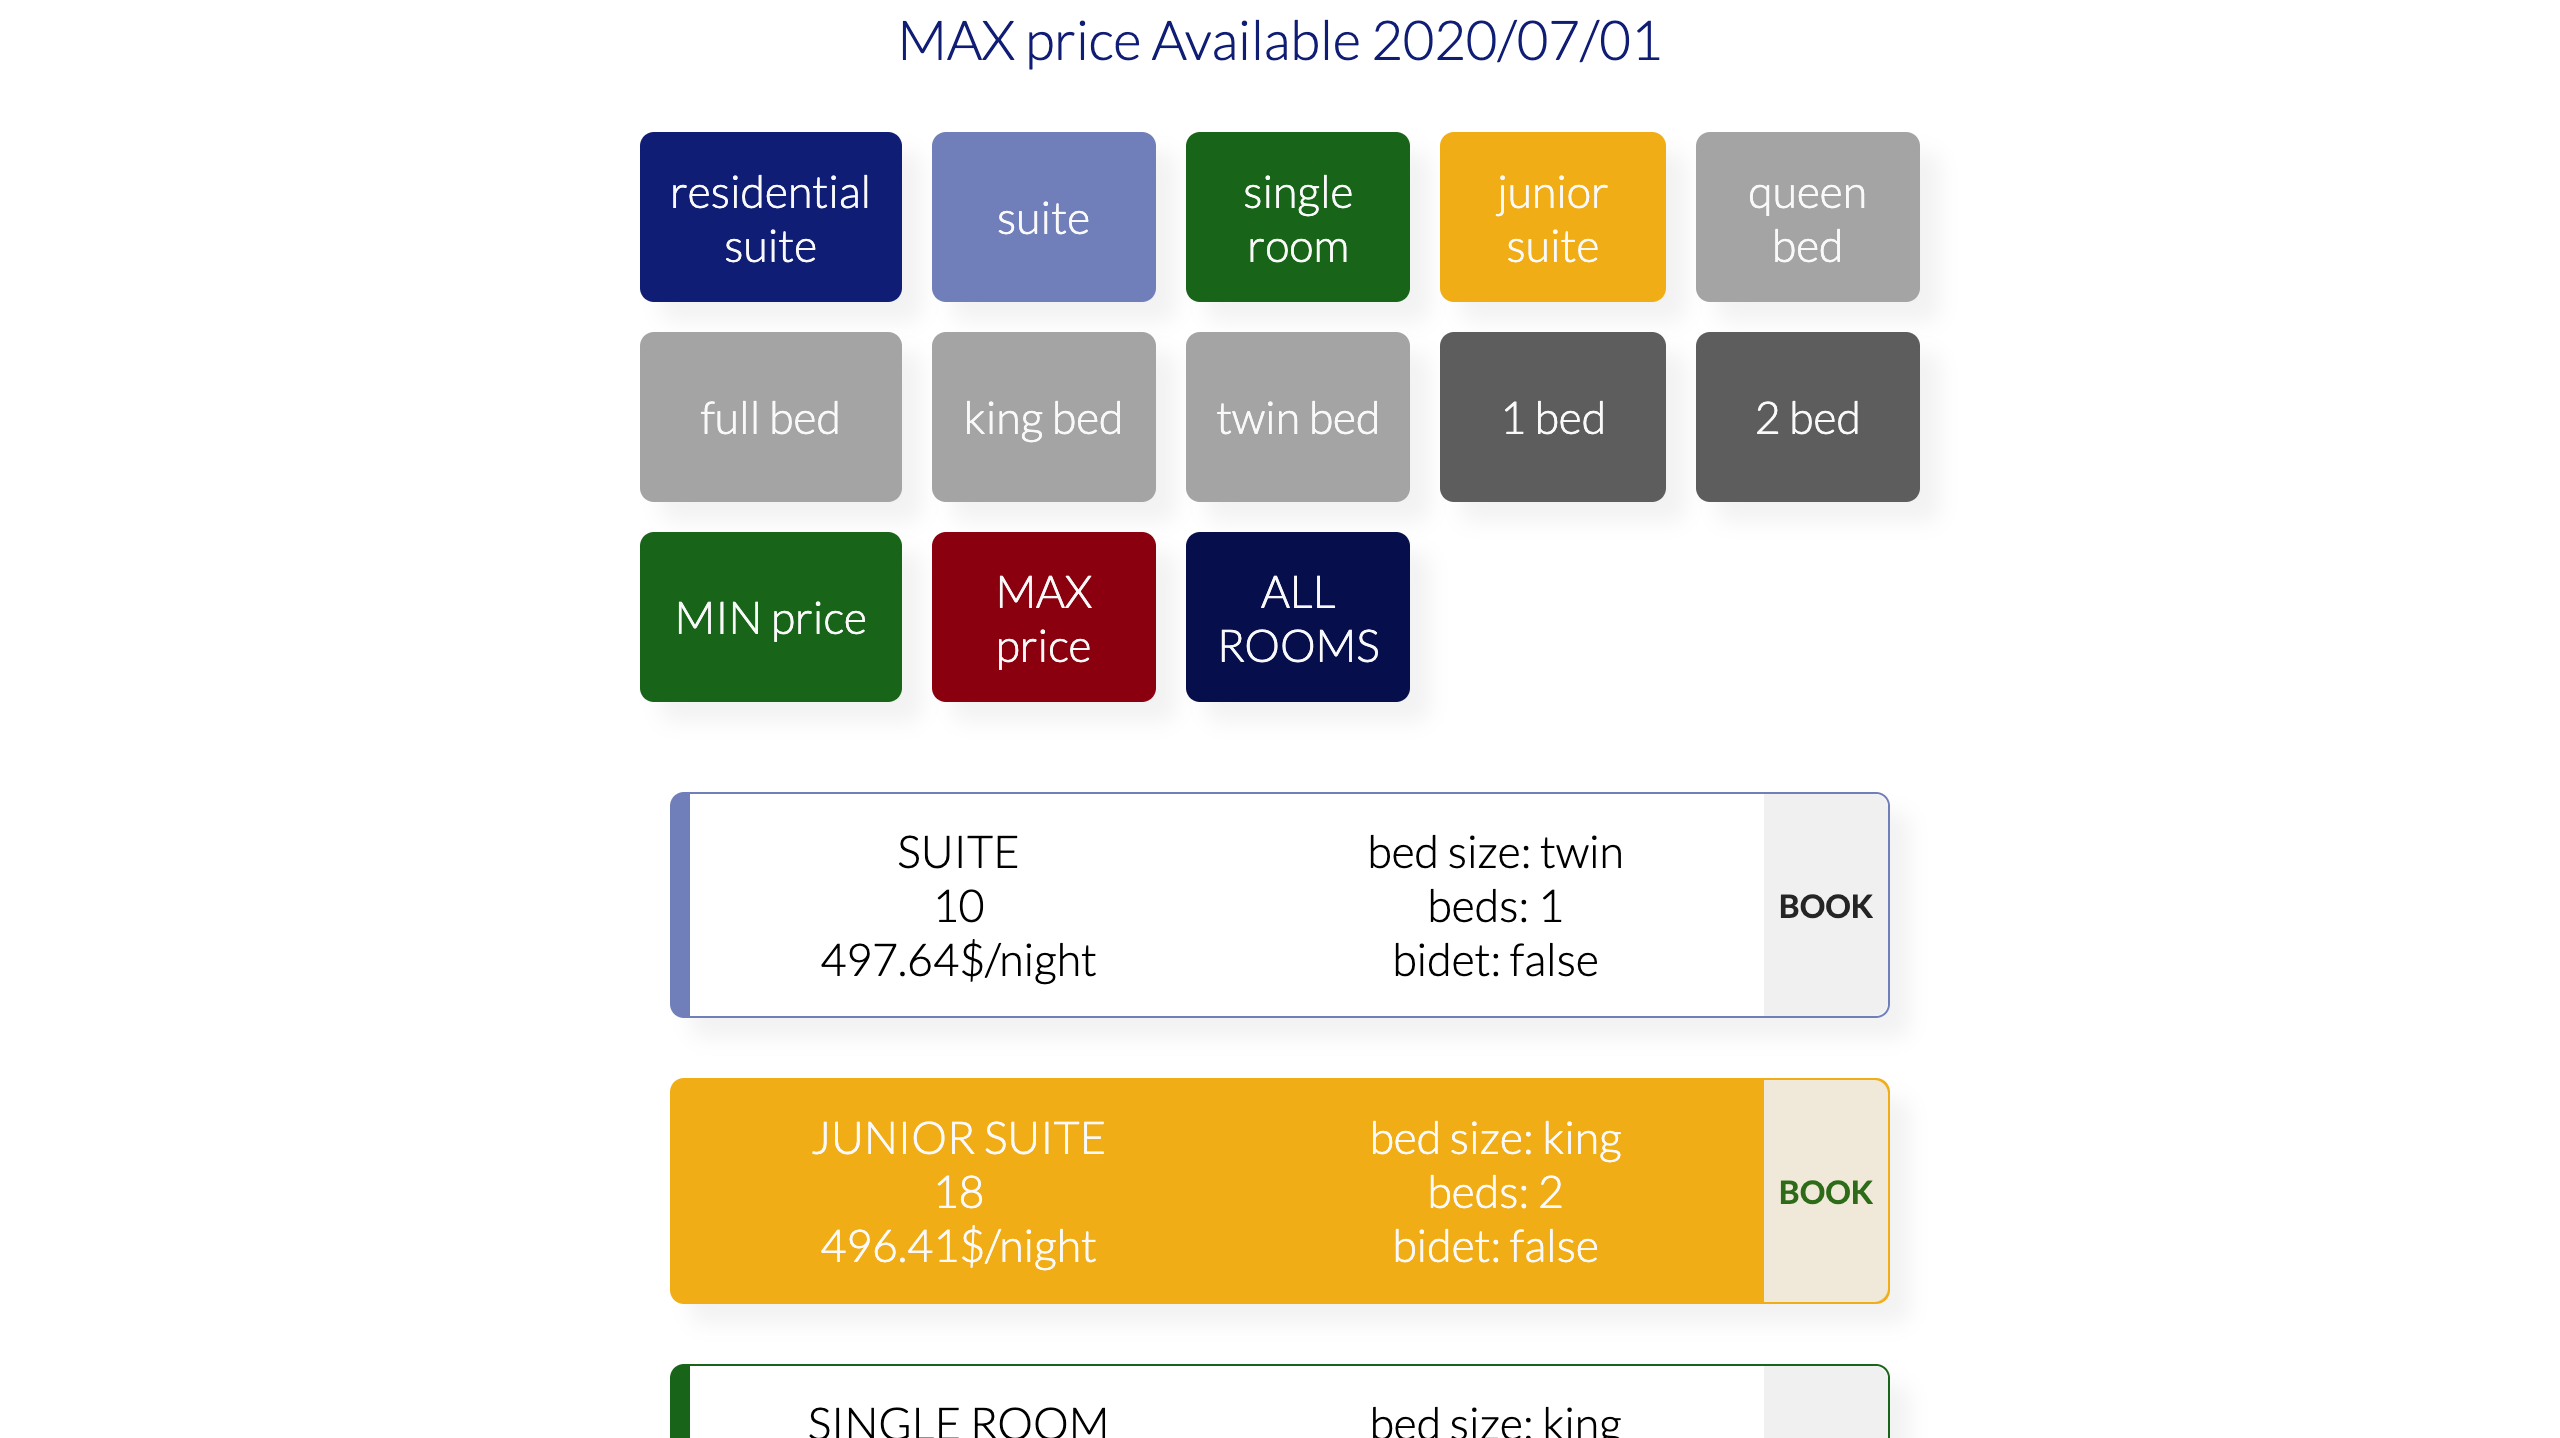 MAX price Available 2020/07/01
residential
suite
suite
single
room
junior
suite
queen
bed
full bed
king bed
twin bed
1 bed
2 bed
MIN price
MAX
price
ALL
ROOMS
SUITE
10
497.64$/night
bed size: twin
beds: 1
bidet: false
BOOK
JUNIOR SUITE
18
496.41$/night
bed size: king
beds: 2
bidet: false
BOOK
SINGLE ROOM
bed size: king